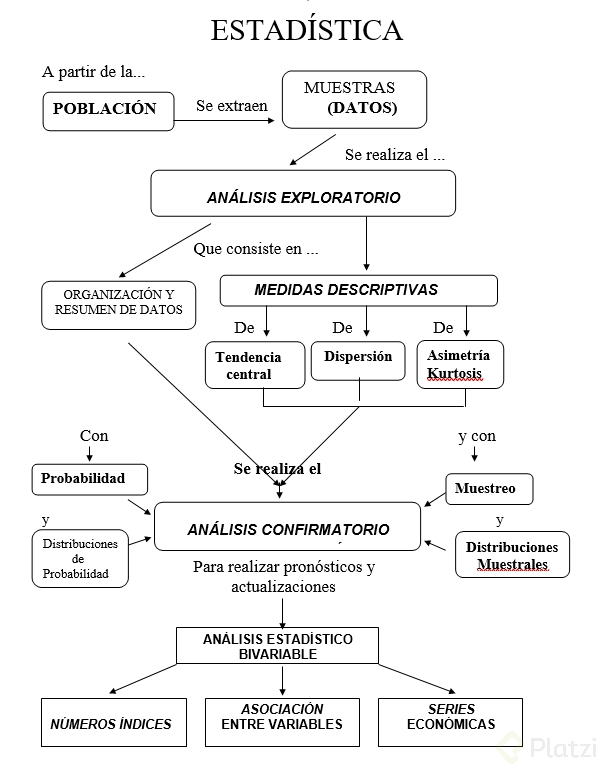 ESTADÍSTICA
A partir de la...
POBLACIÓN
Se extraen
MUESTRAS
(DATOS)
Se realiza el ...
ANÁLISIS EXPLORATORIO
Que consiste en ...
ORGANIZACIÓN Y
RESUMEN DE DATOS
MEDIDAS DESCRIPTIVAS
De
De
De
Tendencia
central
Dispersión
Asimetría
Kurtosis
Con
y con
Se realiza el
Probabilidad
Muestreo
y
y
Distribuciones
de
Probabilidad
ANÁLISIS CONFIRMATORIO
Distribuciones
Muestrales
Para realizar pronósticos y
actualizaciones
ANÁLISIS ESTADÍSTICO
BIVARIABLE
NÚMEROS ÍNDICES
ASOCIACIÓN
ENTRE VARIABLES
SERIES
ECONÓMICAS
Platzi